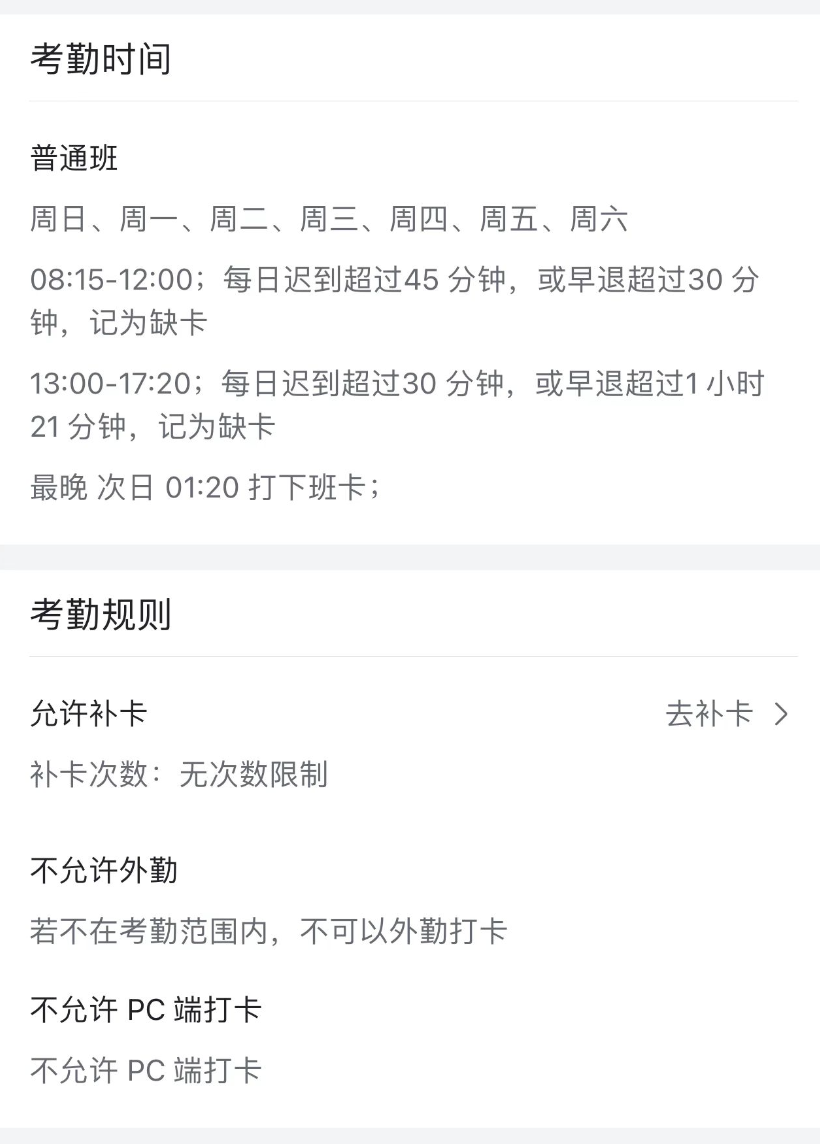 考勤时间
普通班
周日、周一、周二、周三、周四、周五、周六
08:15-12:00；每日迟到超过45 分钟，或早退超过30 分
钟，记为缺卡
13:00-17:20；每日迟到超过30 分钟，或早退超过1 小时
21 分钟，记为缺卡
最晚 次日 01:20 打下班卡；
考勤规则
允许补卡 去补卡
补卡次数：无次数限制
不允许外勤
若不在考勤范围内，不可以外勤打卡
不允许 PC 端打卡
不允许 PC 端打卡